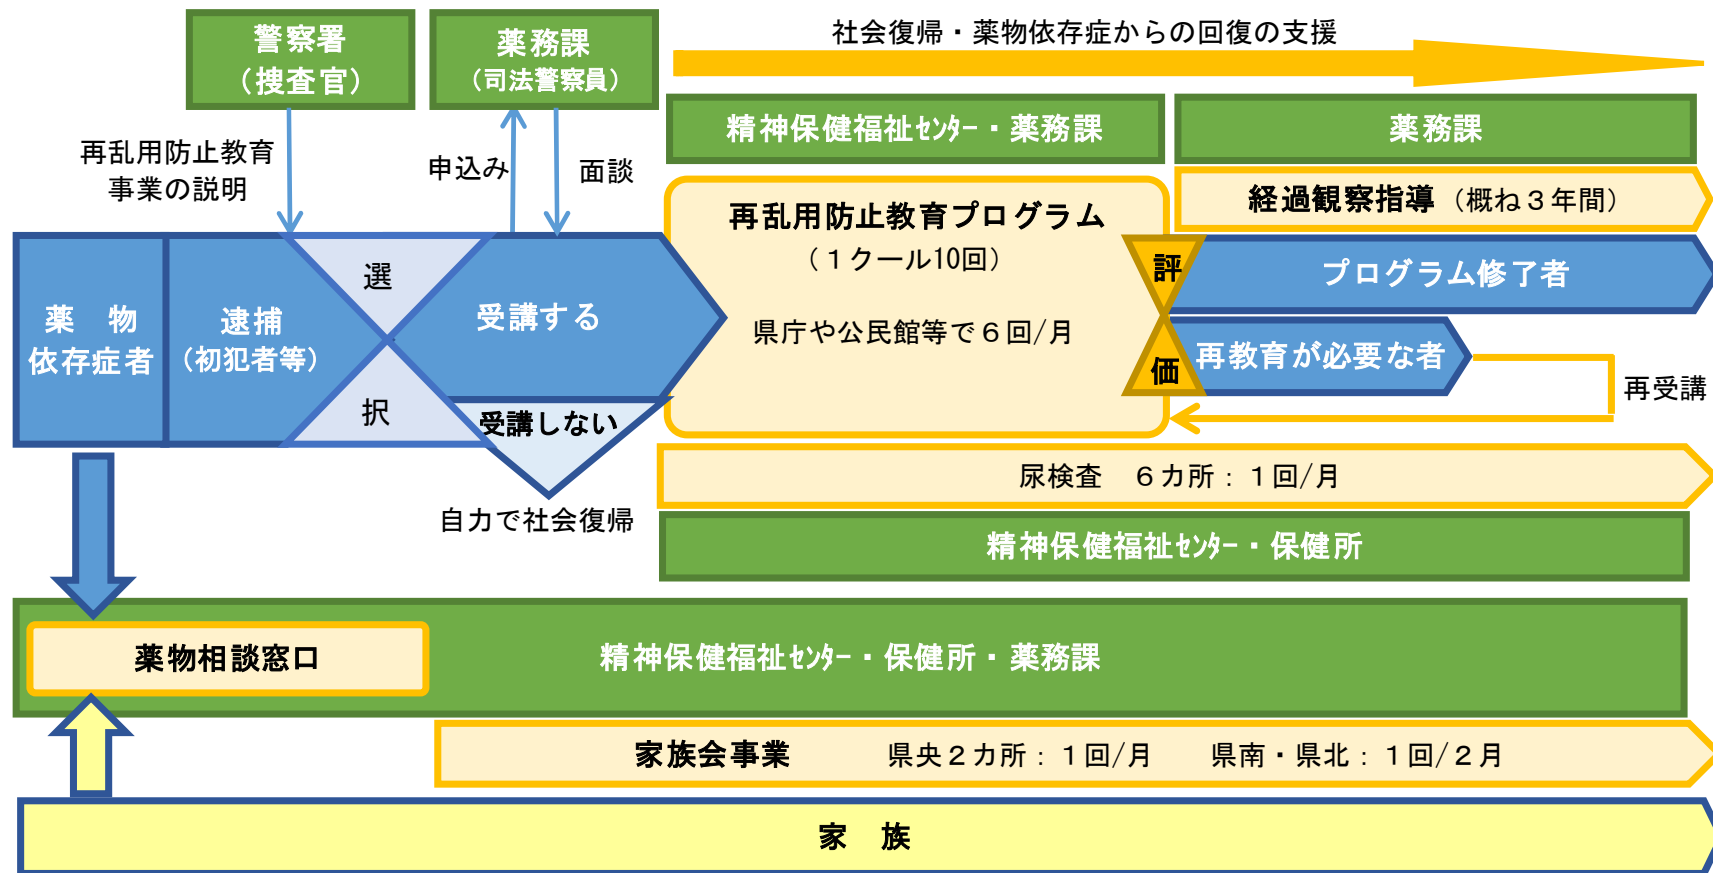 警察署
（捜査官）
薬務課
（司法警察員）
社会復帰・薬物依存症からの回復の支援
精神保健福祉ｾﾝﾀｰ・薬務課
薬務課
再乱用防止教育
事業の説明
申込み
面談
再乱用防止教育プログラム
（１クール10回）
県庁や公民館等で６回/月
経過観察指導（概ね３年間）
薬　物
依存症者
逮捕
（初犯者等）
選
択
受講する
受講しない
自力で社会復帰
評
価
プログラム修了者
再教育が必要な者
再受講
尿検査　６カ所：１回/月
精神保健福祉ｾﾝﾀｰ・保健所
薬物相談窓口
精神保健福祉ｾﾝﾀｰ・保健所・薬務課
家族会事業　県央２カ所：１回/月　県南・県北：１回/２月
家　族